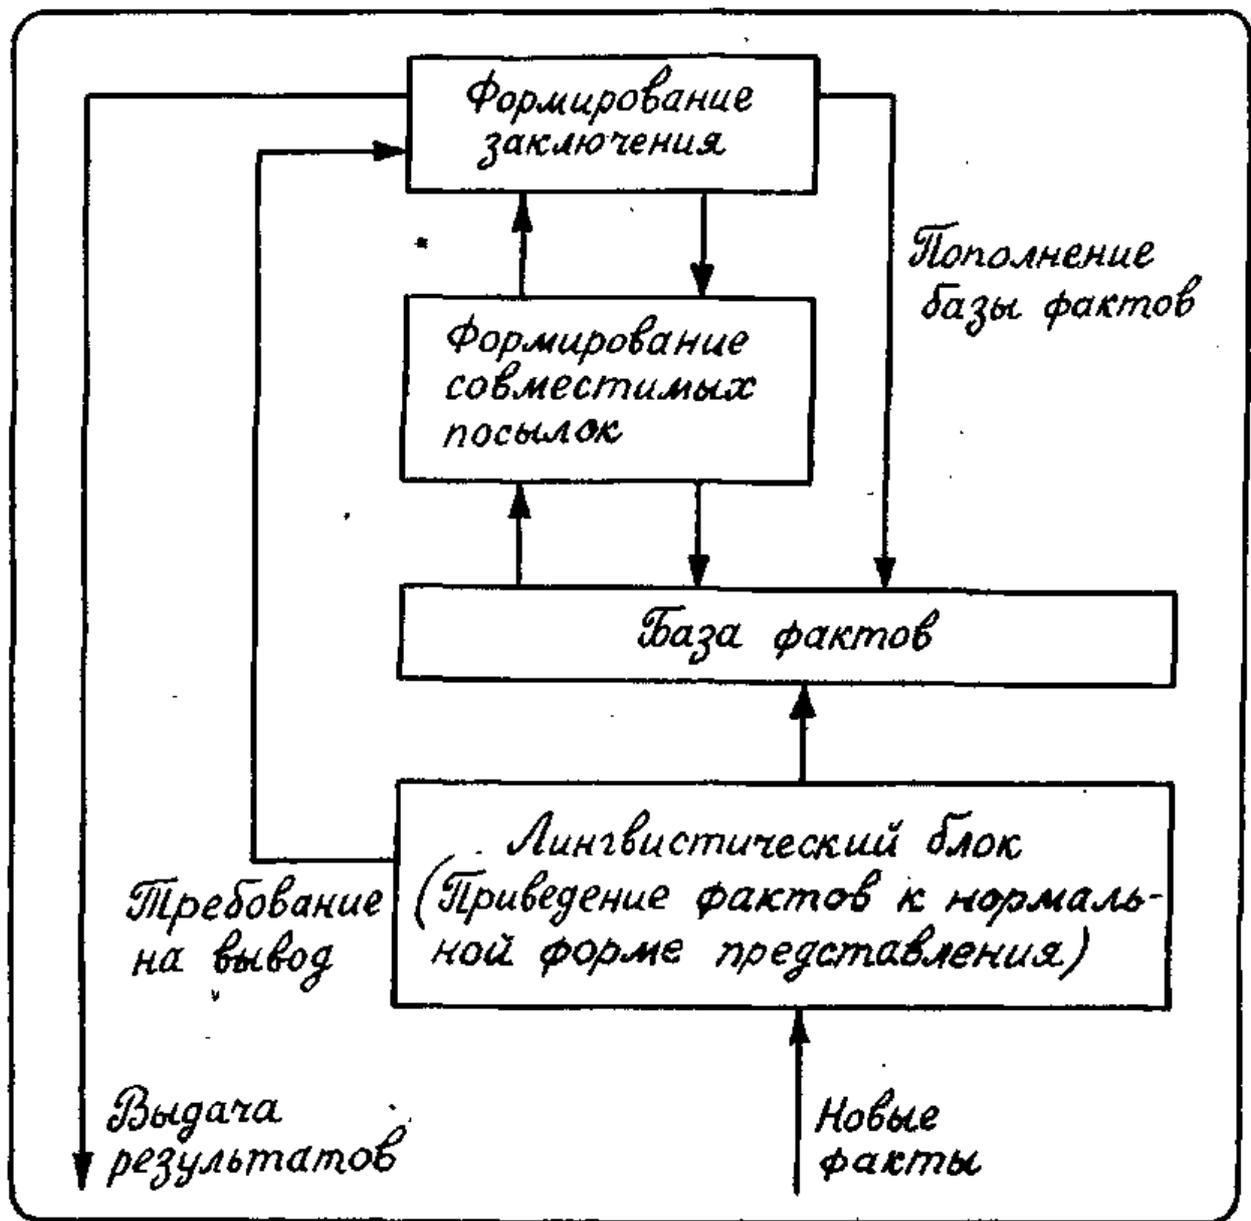 Формирование
заключения
Пополнение
базы фактов
Формирование
совместимых
посылок
База фактов
Лингвистический блок
(Приведение фактов к нормаль-
ной форме представления)
Требование
на вывод
Выдача
результатов
Новые
факты